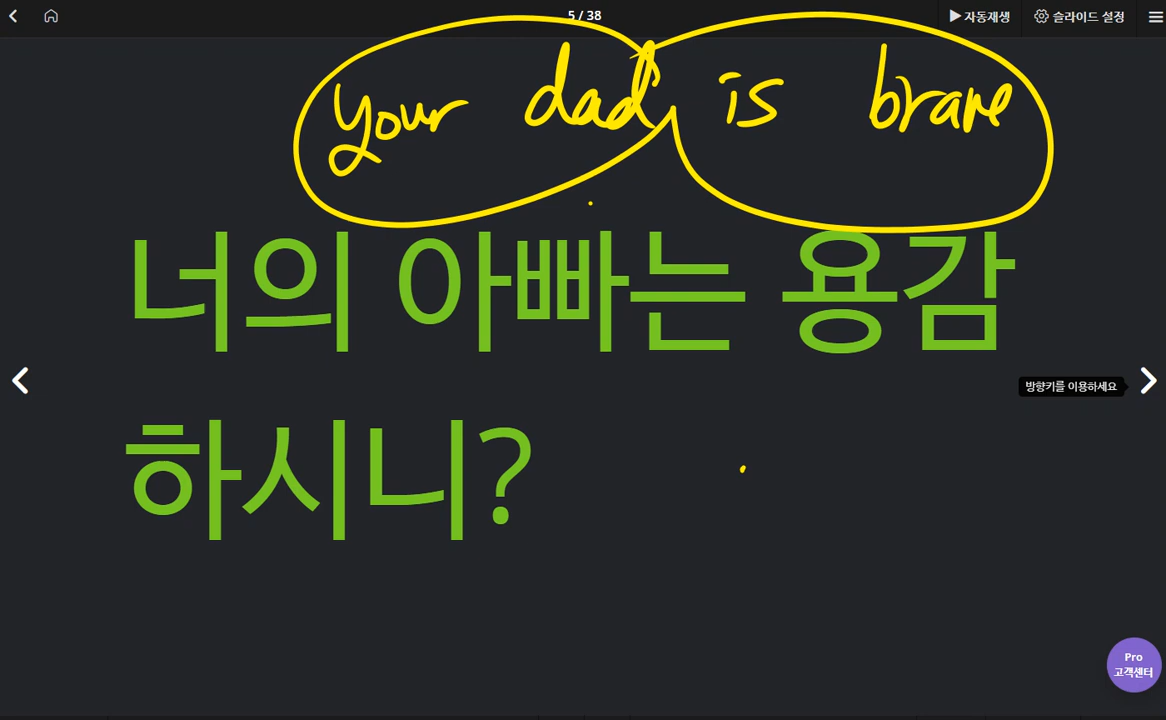 5 / 38
▶ 자동재생
슬라이드 설정
your dad is brave
너의 아빠는 용감
하시니?
방향키를 이용하세요
Pro
고객센터